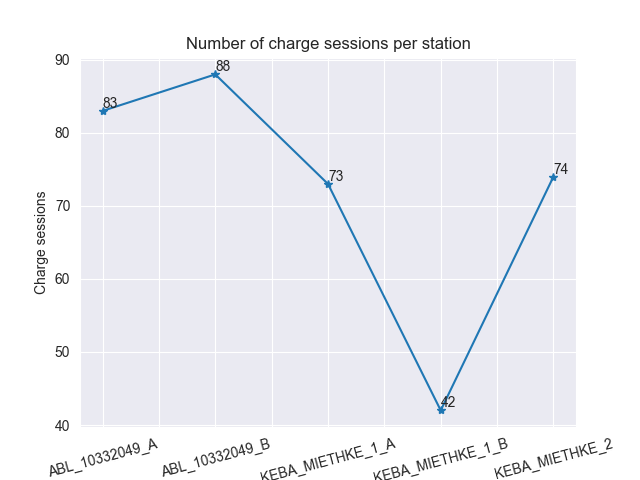 Number of charge sessions per station
90
80
70
60
50
40
Charge sessions
83
88
73
42
74
ABL_10332049_A
ABL_10332049_B
KEBA_MIETHKE_1_A
KEBA_MIETHKE_1_B
KEBA_MIETHKE_2